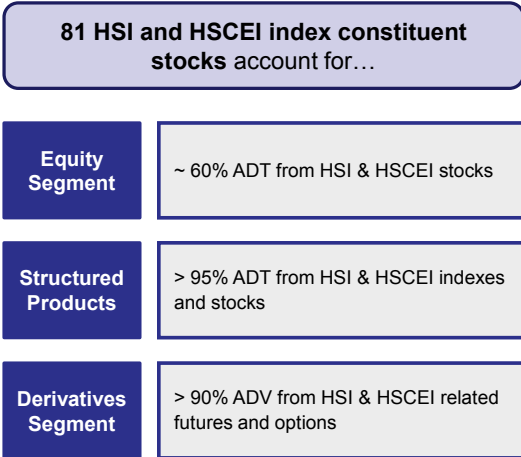 81 HSI and HSCEI index constituent
stocks account for…
Equity
Segment
~ 60% ADT from HSI & HSCEI stocks
Structured
Products
> 95% ADT from HSI & HSCEI indexes
and stocks
Derivatives
Segment
> 90% ADV from HSI & HSCEI related
futures and options